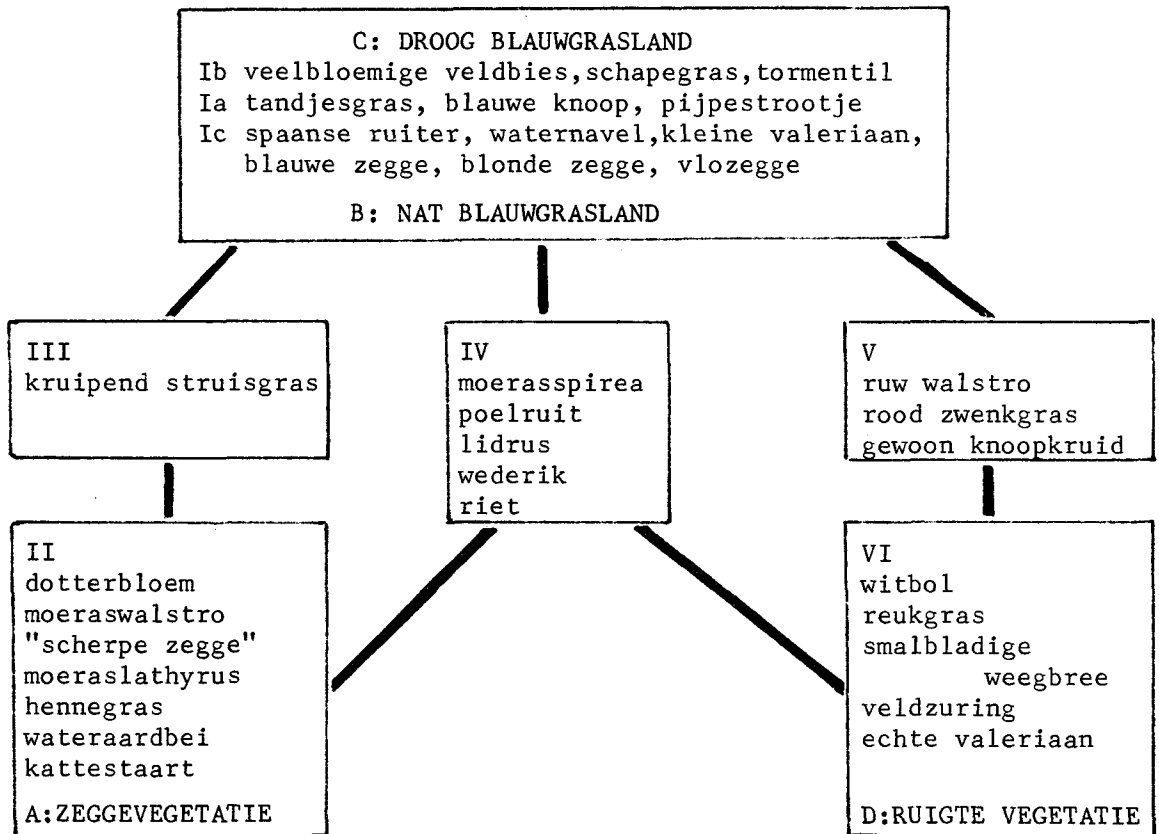 C: DROOG BLAUWGRASLAND
Ib veelbloemige veldbies,schapegras,tormentil
Ia tandjesgras, blauwe knoop, pijpestrootje
Ic spaanse ruiter, waternavel,kleine valeriaan,
blauwe zegge, blonde zegge, vlozegge
B: NAT BLAUWGRASLAND
III
kruipend struisgras
IV
moerasspirea
poelruit
lidrus
wederik
riet
V
ruw walstro
rood zwenkgras
gewoon knoopkruid
II
dotterbloem
moeraswalstro
"scherpe zegge"
moeraslathyrus
hennegras
wateraardbei
kattestaart
A:ZEGGEVEGETATIE
VI
witbol
reukgras
smalbladige
weegbree
veldzuring
echte valeriaan
D:RUIGTE VEGETATIE